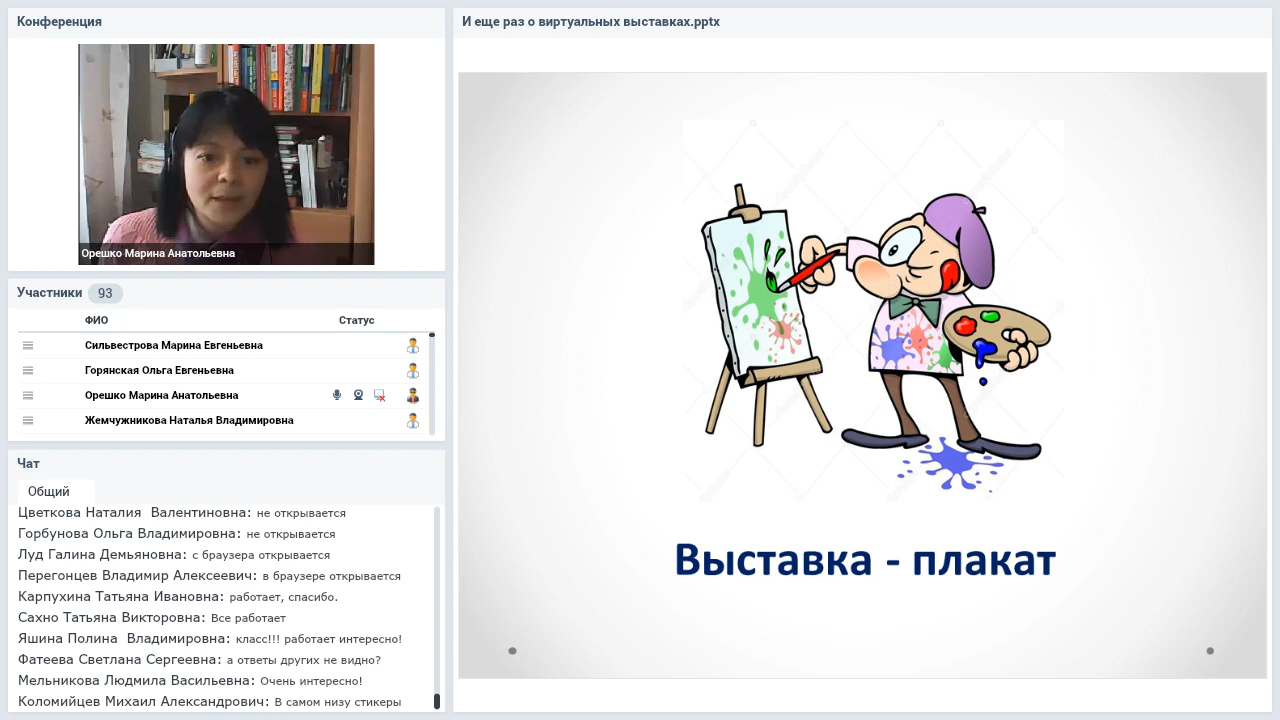 Конференция
Орешко Марина Анатольевна
Участники 93
ФИО Статус
Сильвестрова Марина Евгеньевна
Горянская Ольга Евгеньевна
Орешко Марина Анатольевна
Жемчужникова Наталья Владимировна
Чат
Общий
Цветкова Наталия Валентиновна: не открывается
Горбунова Ольга Владимировна: не открывается
Луд Галина Демьяновна: с браузера открывается
Перегонцев Владимир Алексеевич: в браузере открывается
Карпухина Татьяна Ивановна: работает, спасибо.
Сахно Татьяна Викторовна: Все работает
Яшина Полина Владимировна: класс!!! работает интересно!
Фатеева Светлана Сергеевна: а ответы других не видно?
Мельникова Людмила Васильевна: Очень интересно!
Коломийцев Михаил Александрович: В самом низу стикеры
И еще раз о виртуальных выставках.pptx
Выставка - плакат